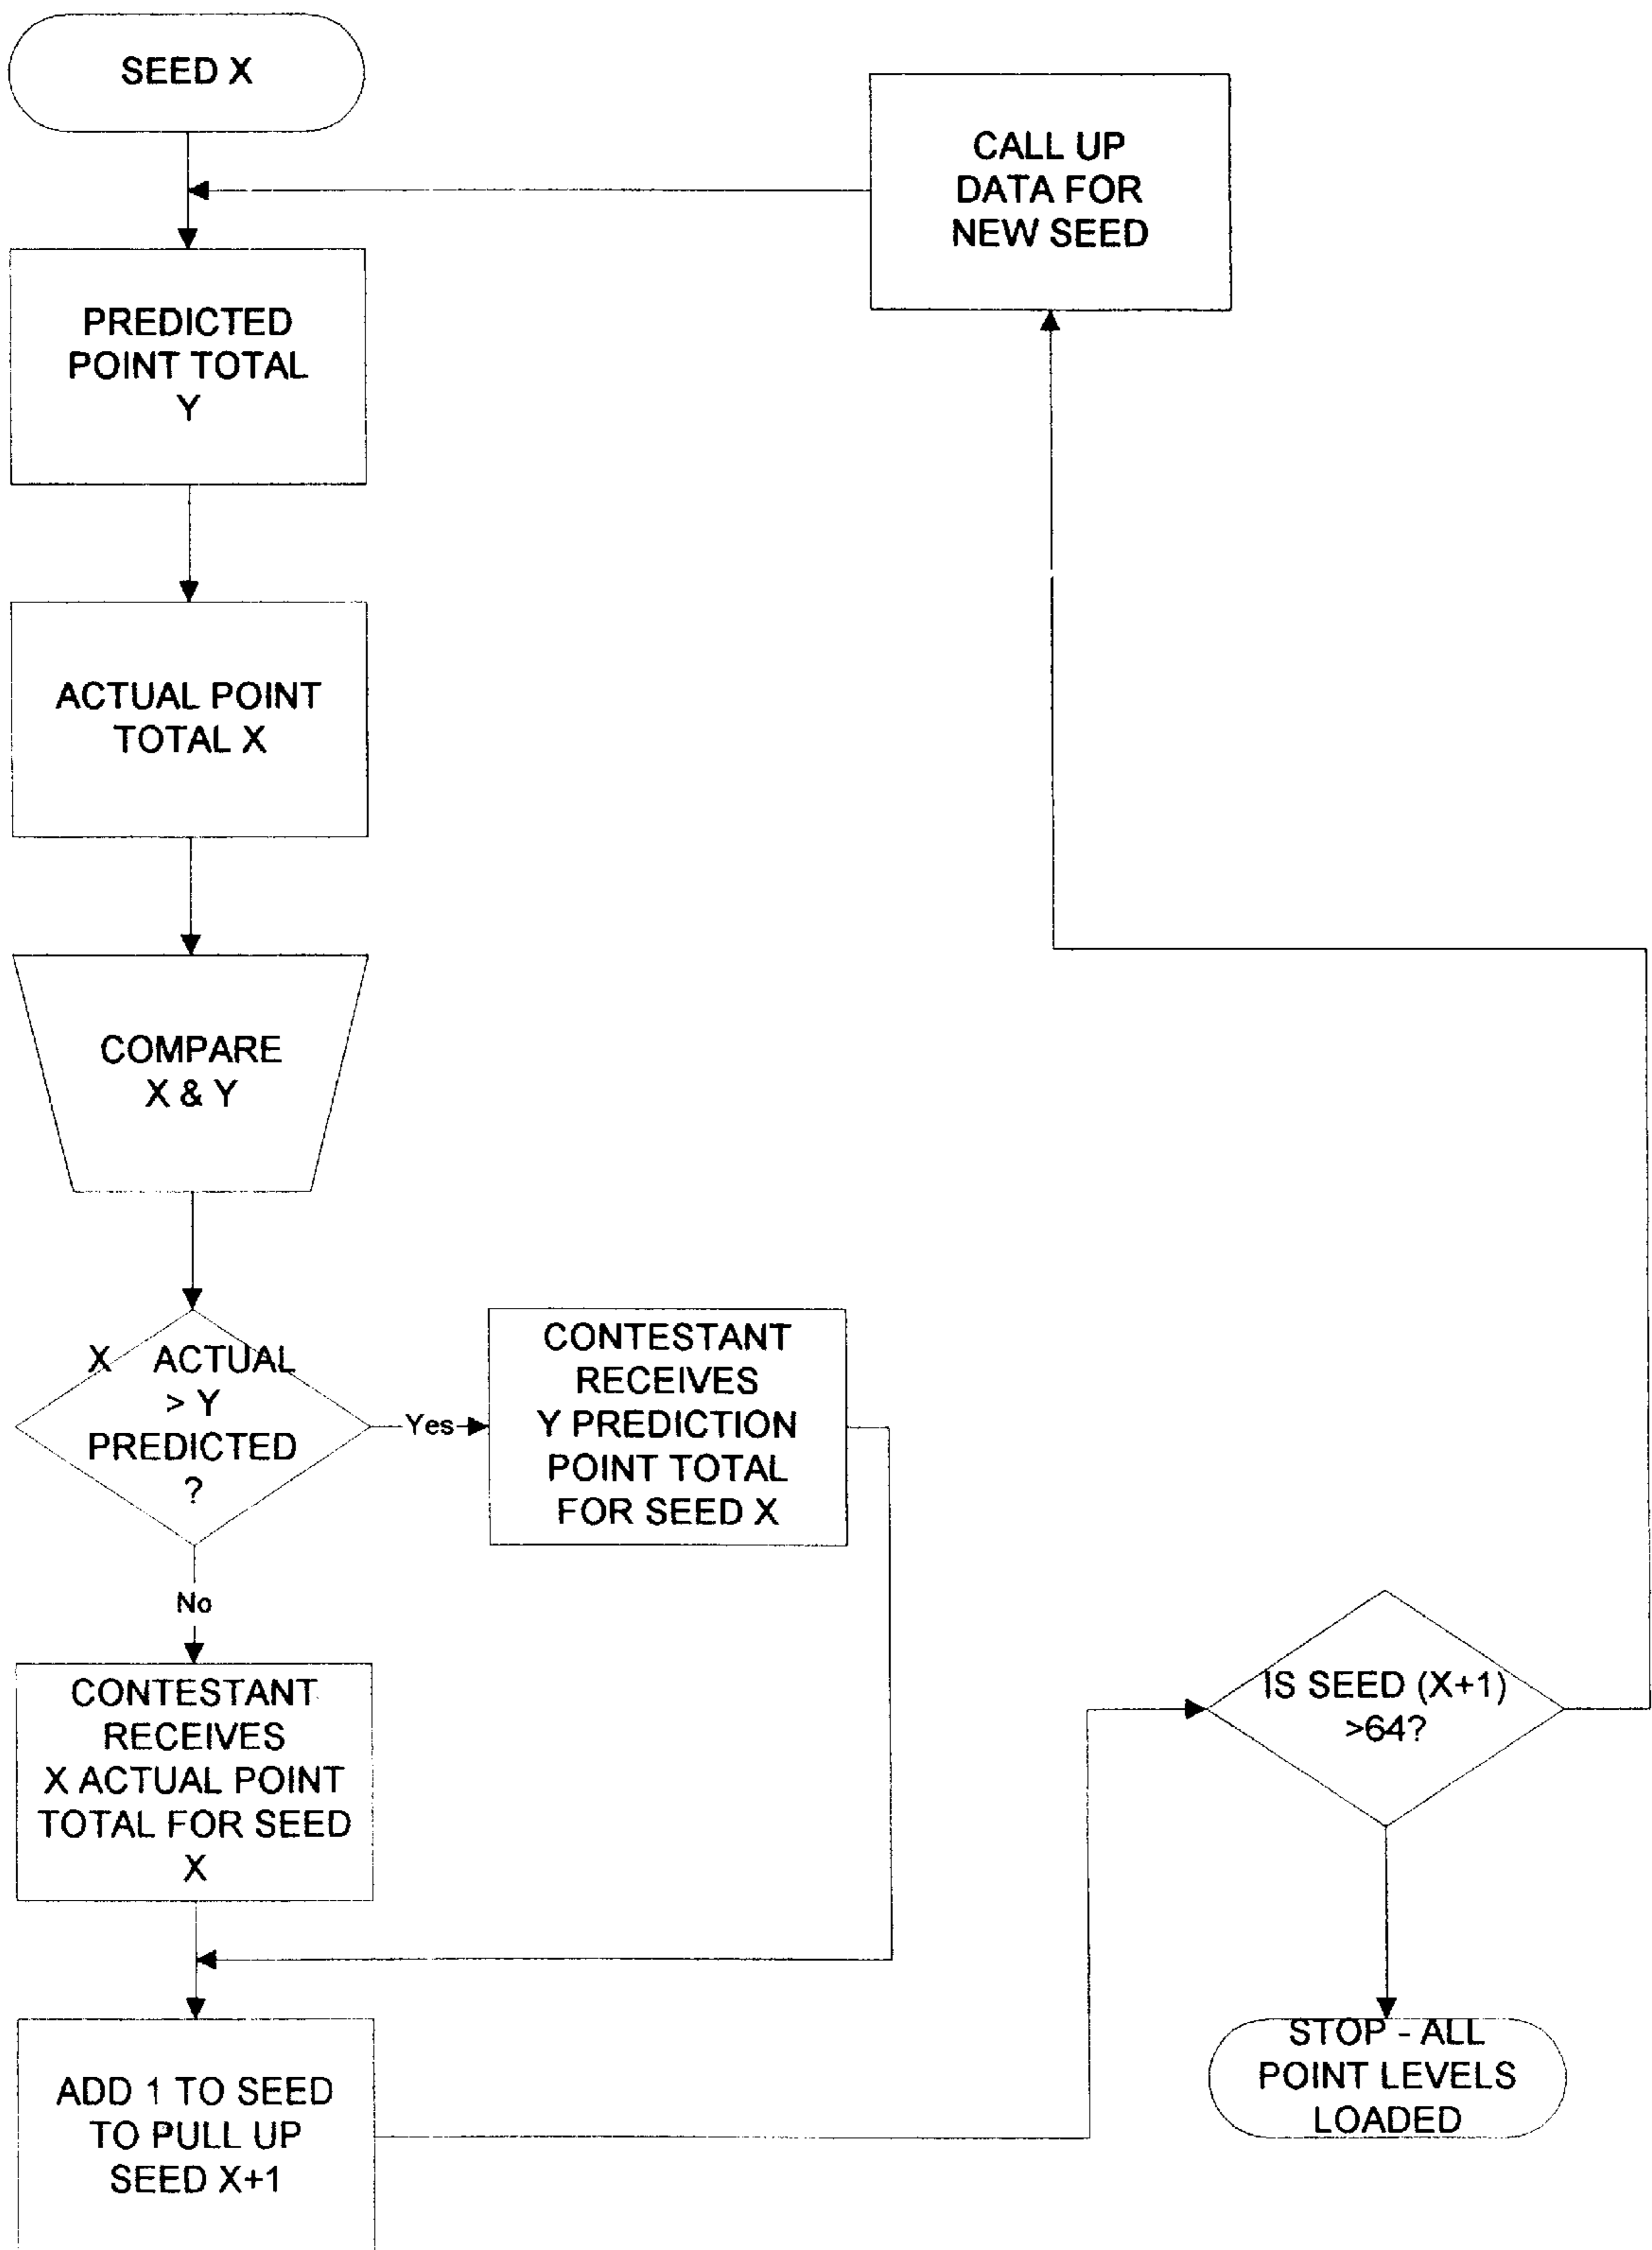 SEED X
CALL UP
DATA FOR
NEW SEED
PREDICTED
POINT TOTAL
Y
ACTUAL POINT
TOTAL X
COMPARE
X & Y
X ACTUAL
> Y
PREDICTED
?
Yes
CONTESTANT
RECEIVES
Y PREDICTION
POINT TOTAL
FOR SEED X
No
CONTESTANT
RECEIVES
X ACTUAL POINT
TOTAL FOR SEED
X
IS SEED (X+1)
>64?
ADD 1 TO SEED
TO PULL UP
SEED X+1
STOP - ALL
POINT LEVELS
LOADED